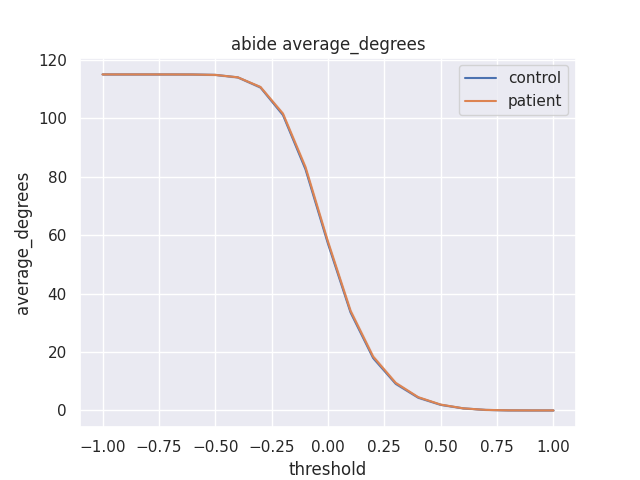 abide average_degrees
control
patient
average_degrees
120
100
80
60
40
20
0
−1.00 −0.75 −0.50 −0.25 0.00 0.25 0.50 0.75 1.00
threshold